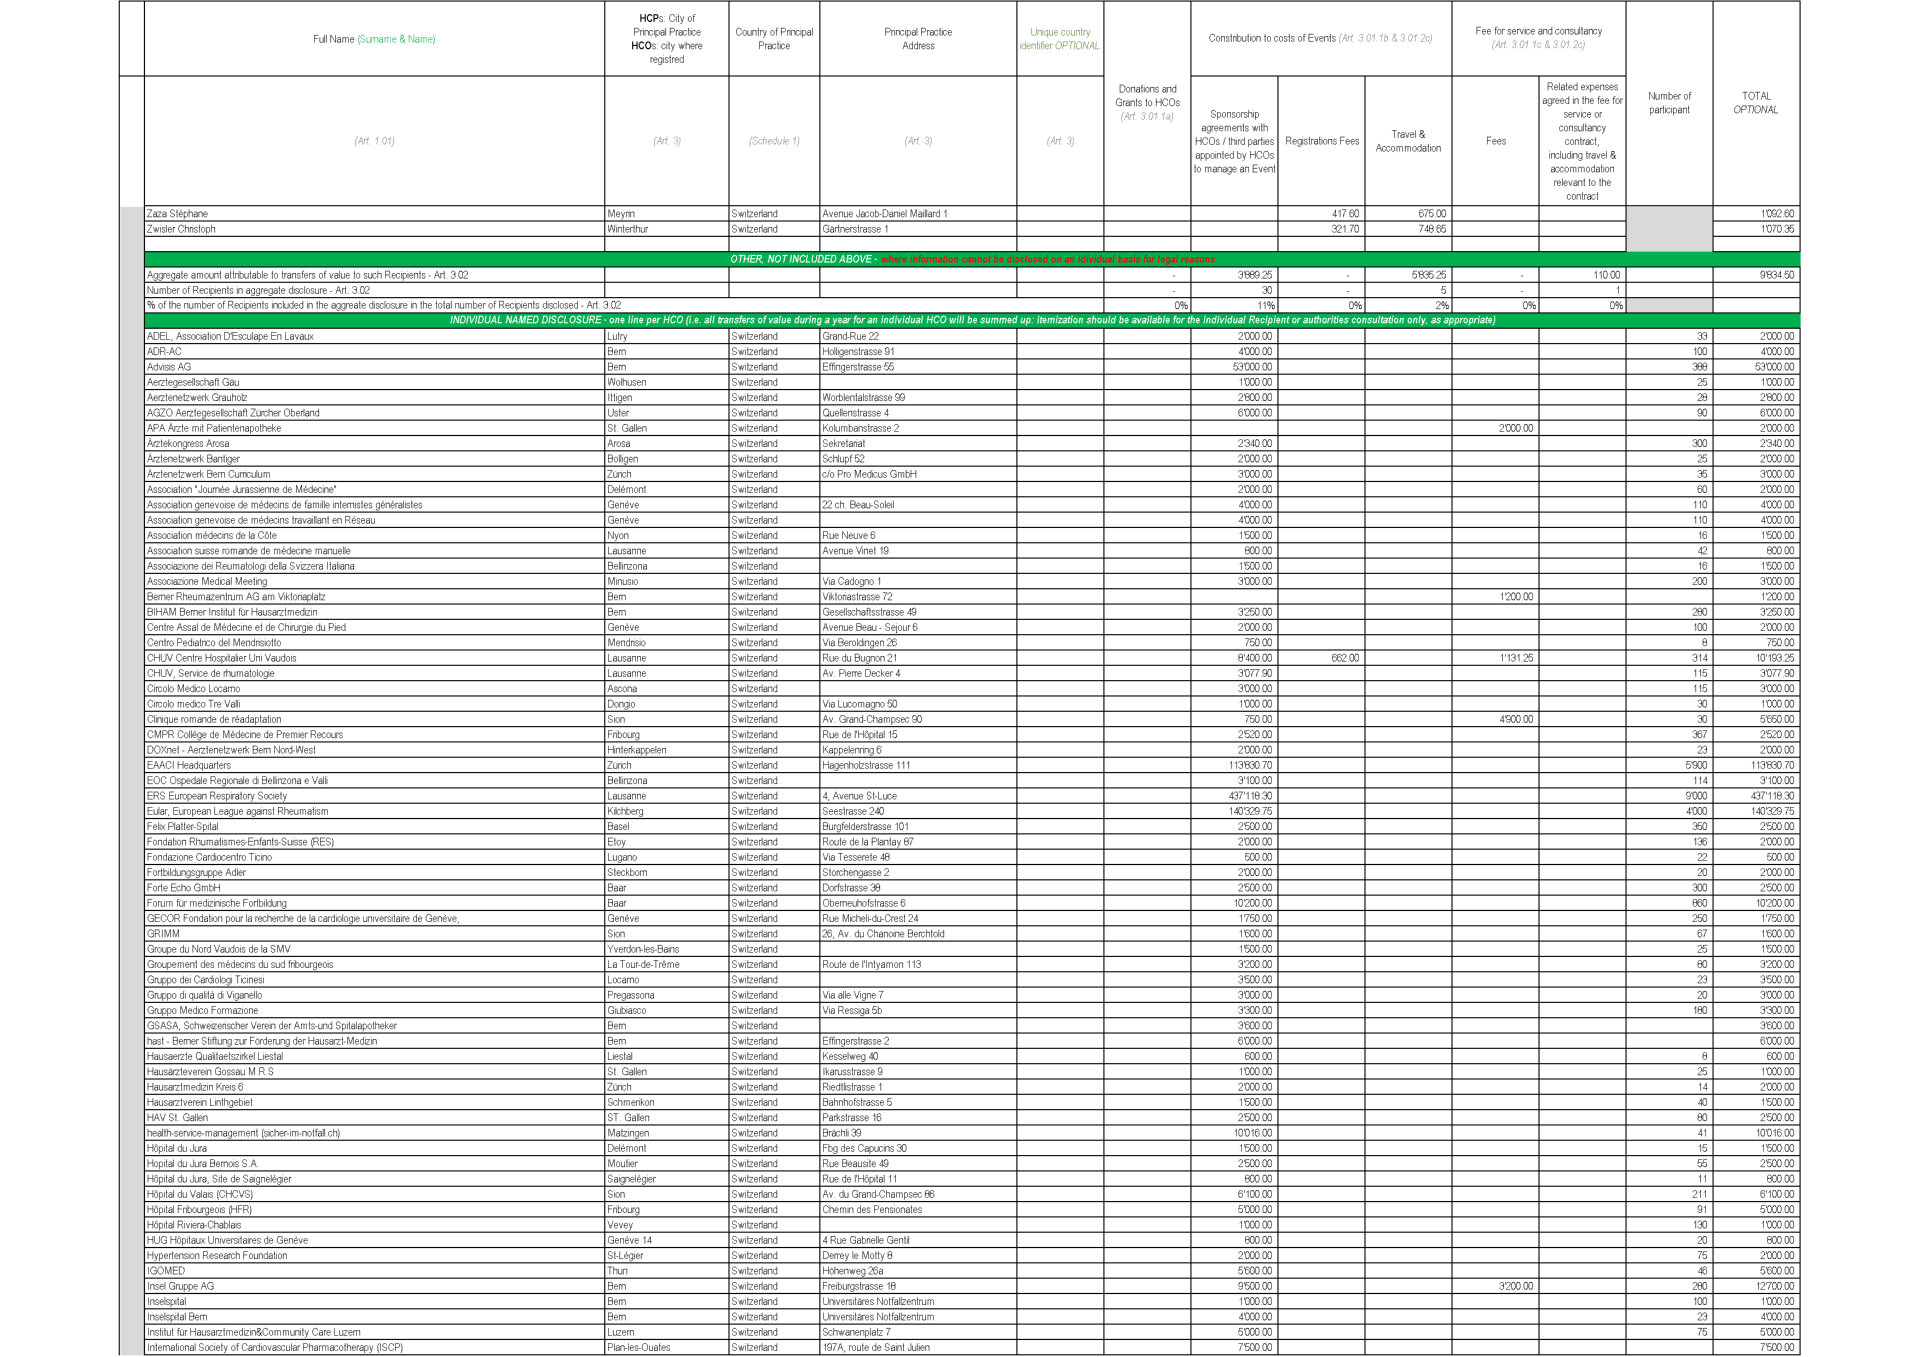 Full Name (Surname & Name)
HCPs: City of Principal Practice HCOs: city where registred
Country of Principal Practice
Principal Practice Address
Unique country identifier OPTIONAL
Donations and Grants to HCOs (Art. 3.01.1a)
Constribution to costs of Events (Art. 3.01.1b & 3.01.2c)
Fee for service and consultancy (Art. 3.01.1c & 3.01.2c)
Number of participant
TOTAL OPTIONAL
(Art. 1.01)
(Art. 3)
(Schedule 1)
(Art. 3)
(Art. 3)
Sponsorship agreements with HCOs / third parties appointed by HCOs to manage an Event
Registrations Fees
Travel & Accommodation
Fees
Related expenses agreed in the fee for service or consultancy contract, including travel & accommodation relevant to the contract
Zaza Stéphane Meyrin Switzerland Avenue Jacob-Daniel Maillard 1 417.60 675.00 1'092.60
Zwisler Christoph Winterthur Switzerland Gärtnerstrasse 1 321.70 748.65 1'070.35
OTHER, NOT INCLUDED ABOVE - where information cannot be disclosed on an idividual basis for legal reasons
Aggregate amount attributable to transfers of value to such Recipients - Art. 3.02 - 3'889.25 - 5'835.25 - 110.00 9'834.50
Number of Recipients in aggregate disclosure - Art. 3.02 - 30 - 5 - 1
% of the number of Recipients included in the aggreate disclosure in the total number of Recipients disclosed - Art. 3.02 0% 11% 0% 2% 0% 0%
INDIVIDUAL NAMED DISCLOSURE - one line per HCO (i.e. all transfers of value during a year for an individual HCO will be summed up: itemization should be available for the individual Recipient or authorities consultation only, as appropriate)
ADEL, Association D'Esculape En Lavaux Lutry Switzerland Grand-Rue 22 2'000.00 33 2'000.00
ADR-AC Bern Switzerland Holligenstrasse 91 4'000.00 100 4'000.00
Advisis AG Bern Switzerland Effingerstrasse 55 53'000.00 388 53'000.00
Aerztegesellschaft Gäu Wolhusen Switzerland 1'000.00 25 1'000.00
Aerztenetzwerk Grauholz Ittigen Switzerland Worblentalstrasse 99 2'800.00 28 2'800.00
AGZO Aerztegesellschaft Zürcher Oberland Uster Switzerland Quellenstrasse 4 6'000.00 90 6'000.00
APA Ärzte mit Patientenapotheke St. Gallen Switzerland Kolumbanstrasse 2 2'000.00 2'000.00
Ärztekongress Arosa Arosa Switzerland Sekretariat 2'340.00 300 2'340.00
Ärztenetzwerk Bantiger Bolligen Switzerland Schlupf 52 2'000.00 25 2'000.00
Ärztenetzwerk Bern Curriculum Zürich Switzerland c/o Pro Medicus GmbH 3'000.00 35 3'000.00
Association "Journée Jurassienne de Médecine" Delémont Switzerland 2'000.00 60 2'000.00
Association genevoise de médecins de famille internistes généralistes Genève Switzerland 22 ch. Beau-Soleil 4'000.00 110 4'000.00
Association genevoise de médecins travaillant en Réseau Genève Switzerland 4'000.00 110 4'000.00
Association médecins de la Côte Nyon Switzerland Rue Neuve 6 1'500.00 16 1'500.00
Association suisse romande de médecine manuelle Lausanne Switzerland Avenue Vinet 19 800.00 42 800.00
Associazione dei Reumatologi della Svizzera Italiana Bellinzona Switzerland 1'500.00 16 1'500.00
Associazione Medical Meeting Minusio Switzerland Via Cadogno 1 3'000.00 200 3'000.00
Berner Rheumazentrum AG am Viktoriaplatz Bern Switzerland Viktoriastrasse 72 1'200.00 1'200.00
BIHAM Berner Institut für Hausarztmedizin Bern Switzerland Gesellschaftsstrasse 49 3'250.00 280 3'250.00
Centre Assal de Médecine et de Chirurgie du Pied Genève Switzerland Avenue Beau - Sejour 6 2'000.00 100 2'000.00
Centro Pediatrico del Mendrisiotto Mendrisio Switzerland Via Beroldingen 26 750.00 8 750.00
CHUV Centre Hospitalier Uni Vaudois Lausanne Switzerland Rue du Bugnon 21 8'400.00 662.00 1'131.25 314 10'193.25
CHUV, Service de rhumatologie Lausanne Switzerland Av. Pierre Decker 4 3'077.90 115 3'077.90
Circolo Medico Locarno Ascona Switzerland 3'000.00 115 3'000.00
Circolo medico Tre Valli Dongio Switzerland Via Lucomagno 50 1'000.00 30 1'000.00
Clinique romande de réadaptation Sion Switzerland Av. Grand-Champsec 90 750.00 4'900.00 30 5'650.00
CMPR Collège de Médecine de Premier Recours Fribourg Switzerland Rue de l'Hôpital 15 2'520.00 367 2'520.00
DOXnet - Aerztenetzwerk Bern Nord-West Hinterkappelen Switzerland Kappelenring 6 2'000.00 23 2'000.00
EAACI Headquarters Zürich Switzerland Hagenholzstrasse 111 113'830.70 5'900 113'830.70
EOC Ospedale Regionale di Bellinzona e Valli Bellinzona Switzerland 3'100.00 114 3'100.00
ERS European Respiratory Society Lausanne Switzerland 4, Avenue St-Luce 437'118.30 9'000 437'118.30
Eular, European League against Rheumatism Kilchberg Switzerland Seestrasse 240 140'329.75 4'000 140'329.75
Felix Platter-Spital Basel Switzerland Burgfelderstrasse 101 2'500.00 350 2'500.00
Fondation Rhumatismes-Enfants-Suisse (RES) Etoy Switzerland Route de la Plantay 87 2'000.00 136 2'000.00
Fondazione Cardiocentro Ticino Lugano Switzerland Via Tesserete 48 500.00 22 500.00
Fortbildungsgruppe Adler Steckborn Switzerland Storchengasse 2 2'000.00 20 2'000.00
Forte Echo GmbH Baar Switzerland Dorfstrasse 38 2'500.00 300 2'500.00
Forum für medizinische Fortbildung Baar Switzerland Oberneuhofstrasse 6 10'200.00 860 10'200.00
GECOR Fondation pour la recherche de la cardiologie universitaire de Genève, Genève Switzerland Rue Micheli-du-Crest 24 1'750.00 250 1'750.00
GRIMM Sion Switzerland 26, Av. du Chanoine Berchtold 1'600.00 67 1'600.00
Groupe du Nord Vaudois de la SMV Yverdon-les-Bains Switzerland 1'500.00 25 1'500.00
Groupement des médecins du sud fribourgeois La Tour-de-Trême Switzerland Route de l'Intyamon 113 3'200.00 80 3'200.00
Gruppo dei Cardiologi Ticinesi Locarno Switzerland 3'500.00 23 3'500.00
Gruppo di qualità di Viganello Pregassona Switzerland Via alle Vigne 7 3'000.00 20 3'000.00
Gruppo Medico Formazione Giubiasco Switzerland Via Ressiga 5b 3'300.00 180 3'300.00
GSASA, Schweizerischer Verein der Amts-und Spitalapotheker Bern Switzerland 3'600.00 3'600.00
hast - Berner Stiftung zur Förderung der Hausarzt-Medizin Bern Switzerland Effingerstrasse 2 6'000.00 6'000.00
Hausaerzte Qualitaetszirkel Liestal Liestal Switzerland Kesselweg 40 600.00 8 600.00
Hausärzteverein Gossau M.R.S St. Gallen Switzerland Ikarusstrasse 9 1'000.00 25 1'000.00
Hausarztmedizin Kreis 6 Zürich Switzerland Riedtlistrasse 1 2'000.00 14 2'000.00
Hausarztverein Linthgebiet Schmerikon Switzerland Bahnhofstrasse 5 1'500.00 40 1'500.00
HAV St. Gallen ST. Gallen Switzerland Parkstrasse 16 2'500.00 80 2'500.00
health-service-management (sicher-im-notfall.ch) Matzingen Switzerland Brächli 39 10'016.00 41 10'016.00
Hôpital du Jura Delémont Switzerland Fbg des Capucins 30 1'500.00 15 1'500.00
Hopital du Jura Bernois S.A. Moutier Switzerland Rue Beausite 49 2'500.00 55 2'500.00
Hôpital du Jura, Site de Saignelégier Saignelégier Switzerland Rue de l'Hôpital 11 800.00 11 800.00
Hôpital du Valais (CHCVS) Sion Switzerland Av. du Grand-Champsec 86 6'100.00 211 6'100.00
Hôpital Fribourgeois (HFR) Fribourg Switzerland Chemin des Pensionates 5'000.00 91 5'000.00
Hôpital Riviera-Chablais Vevey Switzerland 1'000.00 130 1'000.00
HUG Hôpitaux Universitaires de Genève Genève 14 Switzerland 4 Rue Gabrielle Gentil 800.00 20 800.00
Hypertension Research Foundation St-Légier Switzerland Derrey le Motty 8 2'000.00 75 2'000.00
IGOMED Thun Switzerland Höhenweg 26a 5'600.00 46 5'600.00
Insel Gruppe AG Bern Switzerland Freiburgstrasse 18 9'500.00 3'200.00 280 12'700.00
Inselspital Bern Switzerland Universitäres Notfallzentrum 1'000.00 100 1'000.00
Inselspital Bern Bern Switzerland Universitäres Notfallzentrum 4'000.00 23 4'000.00
Institut für Hausarztmedizin&Community Care Luzern Luzern Switzerland Schwanenplatz 7 5'000.00 75 5'000.00
International Society of Cardiovascular Pharmacotherapy (ISCP) Plan-les-Ouates Switzerland 197A, route de Saint Julien 7'500.00 7'500.00